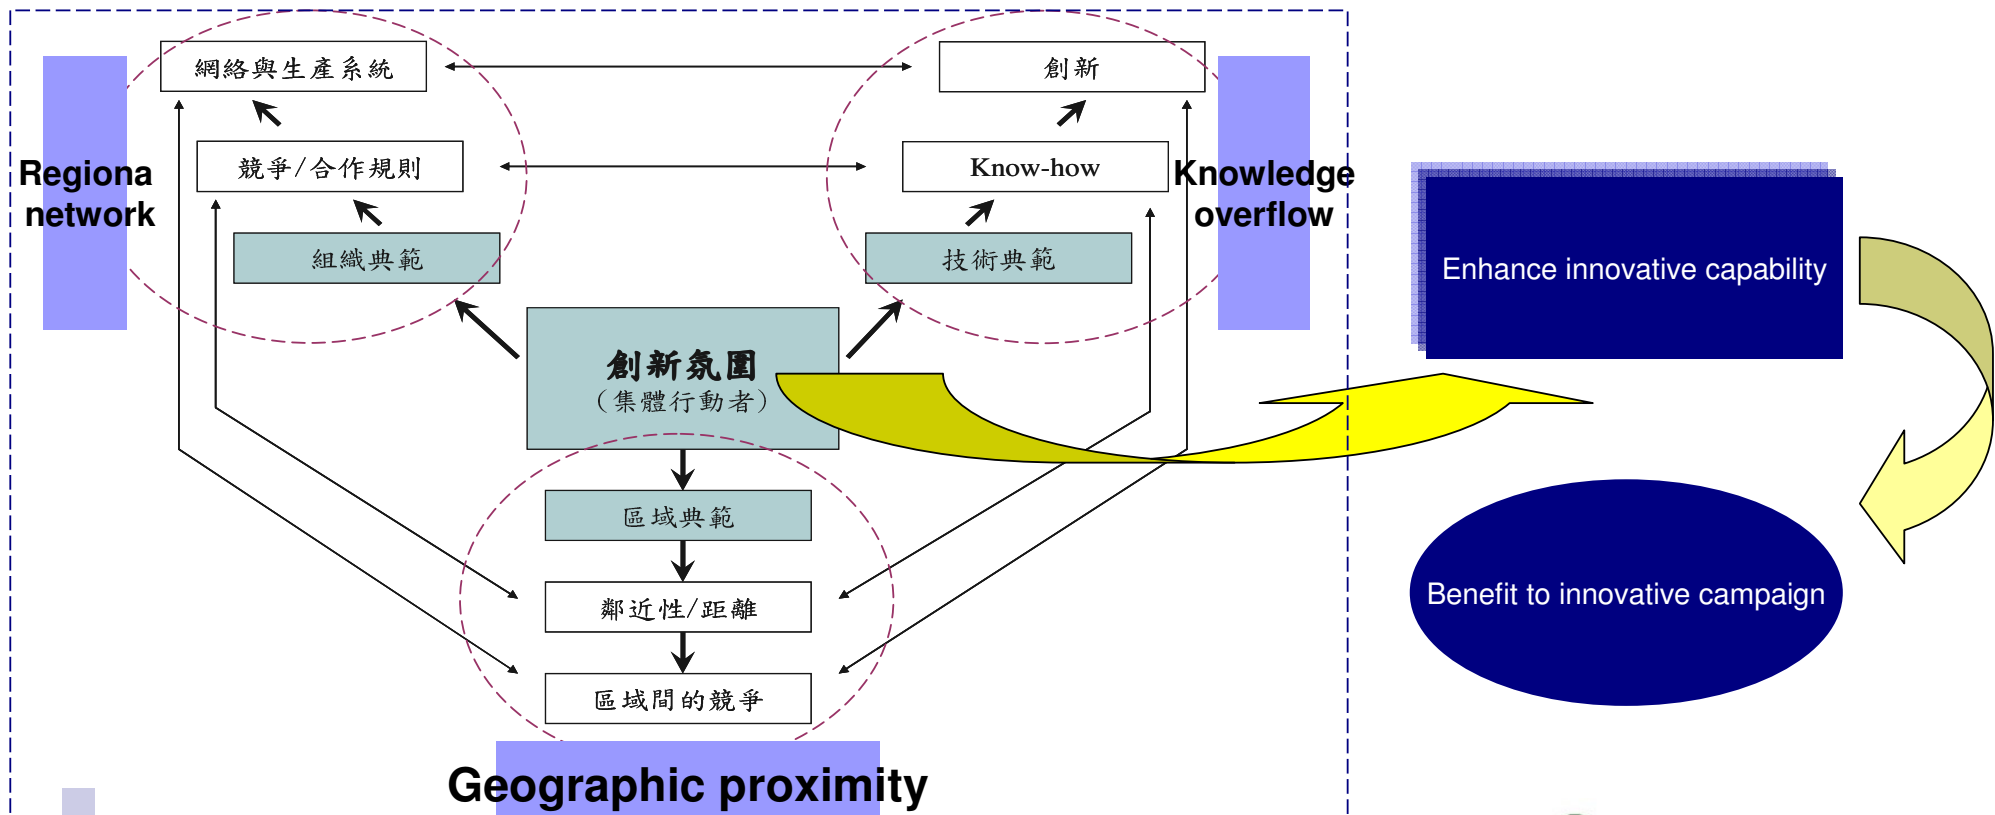 網絡與生產系統
創新
競爭/合作規則
Know-how
Regiona
network
Knowledge
overflow
組織典範
技術典範
Enhance innovative capability
創新氛圍
（集體行動者）
區域典範
鄰近性/距離
Benefit to innovative campaign
區域間的競爭
Geographic proximity